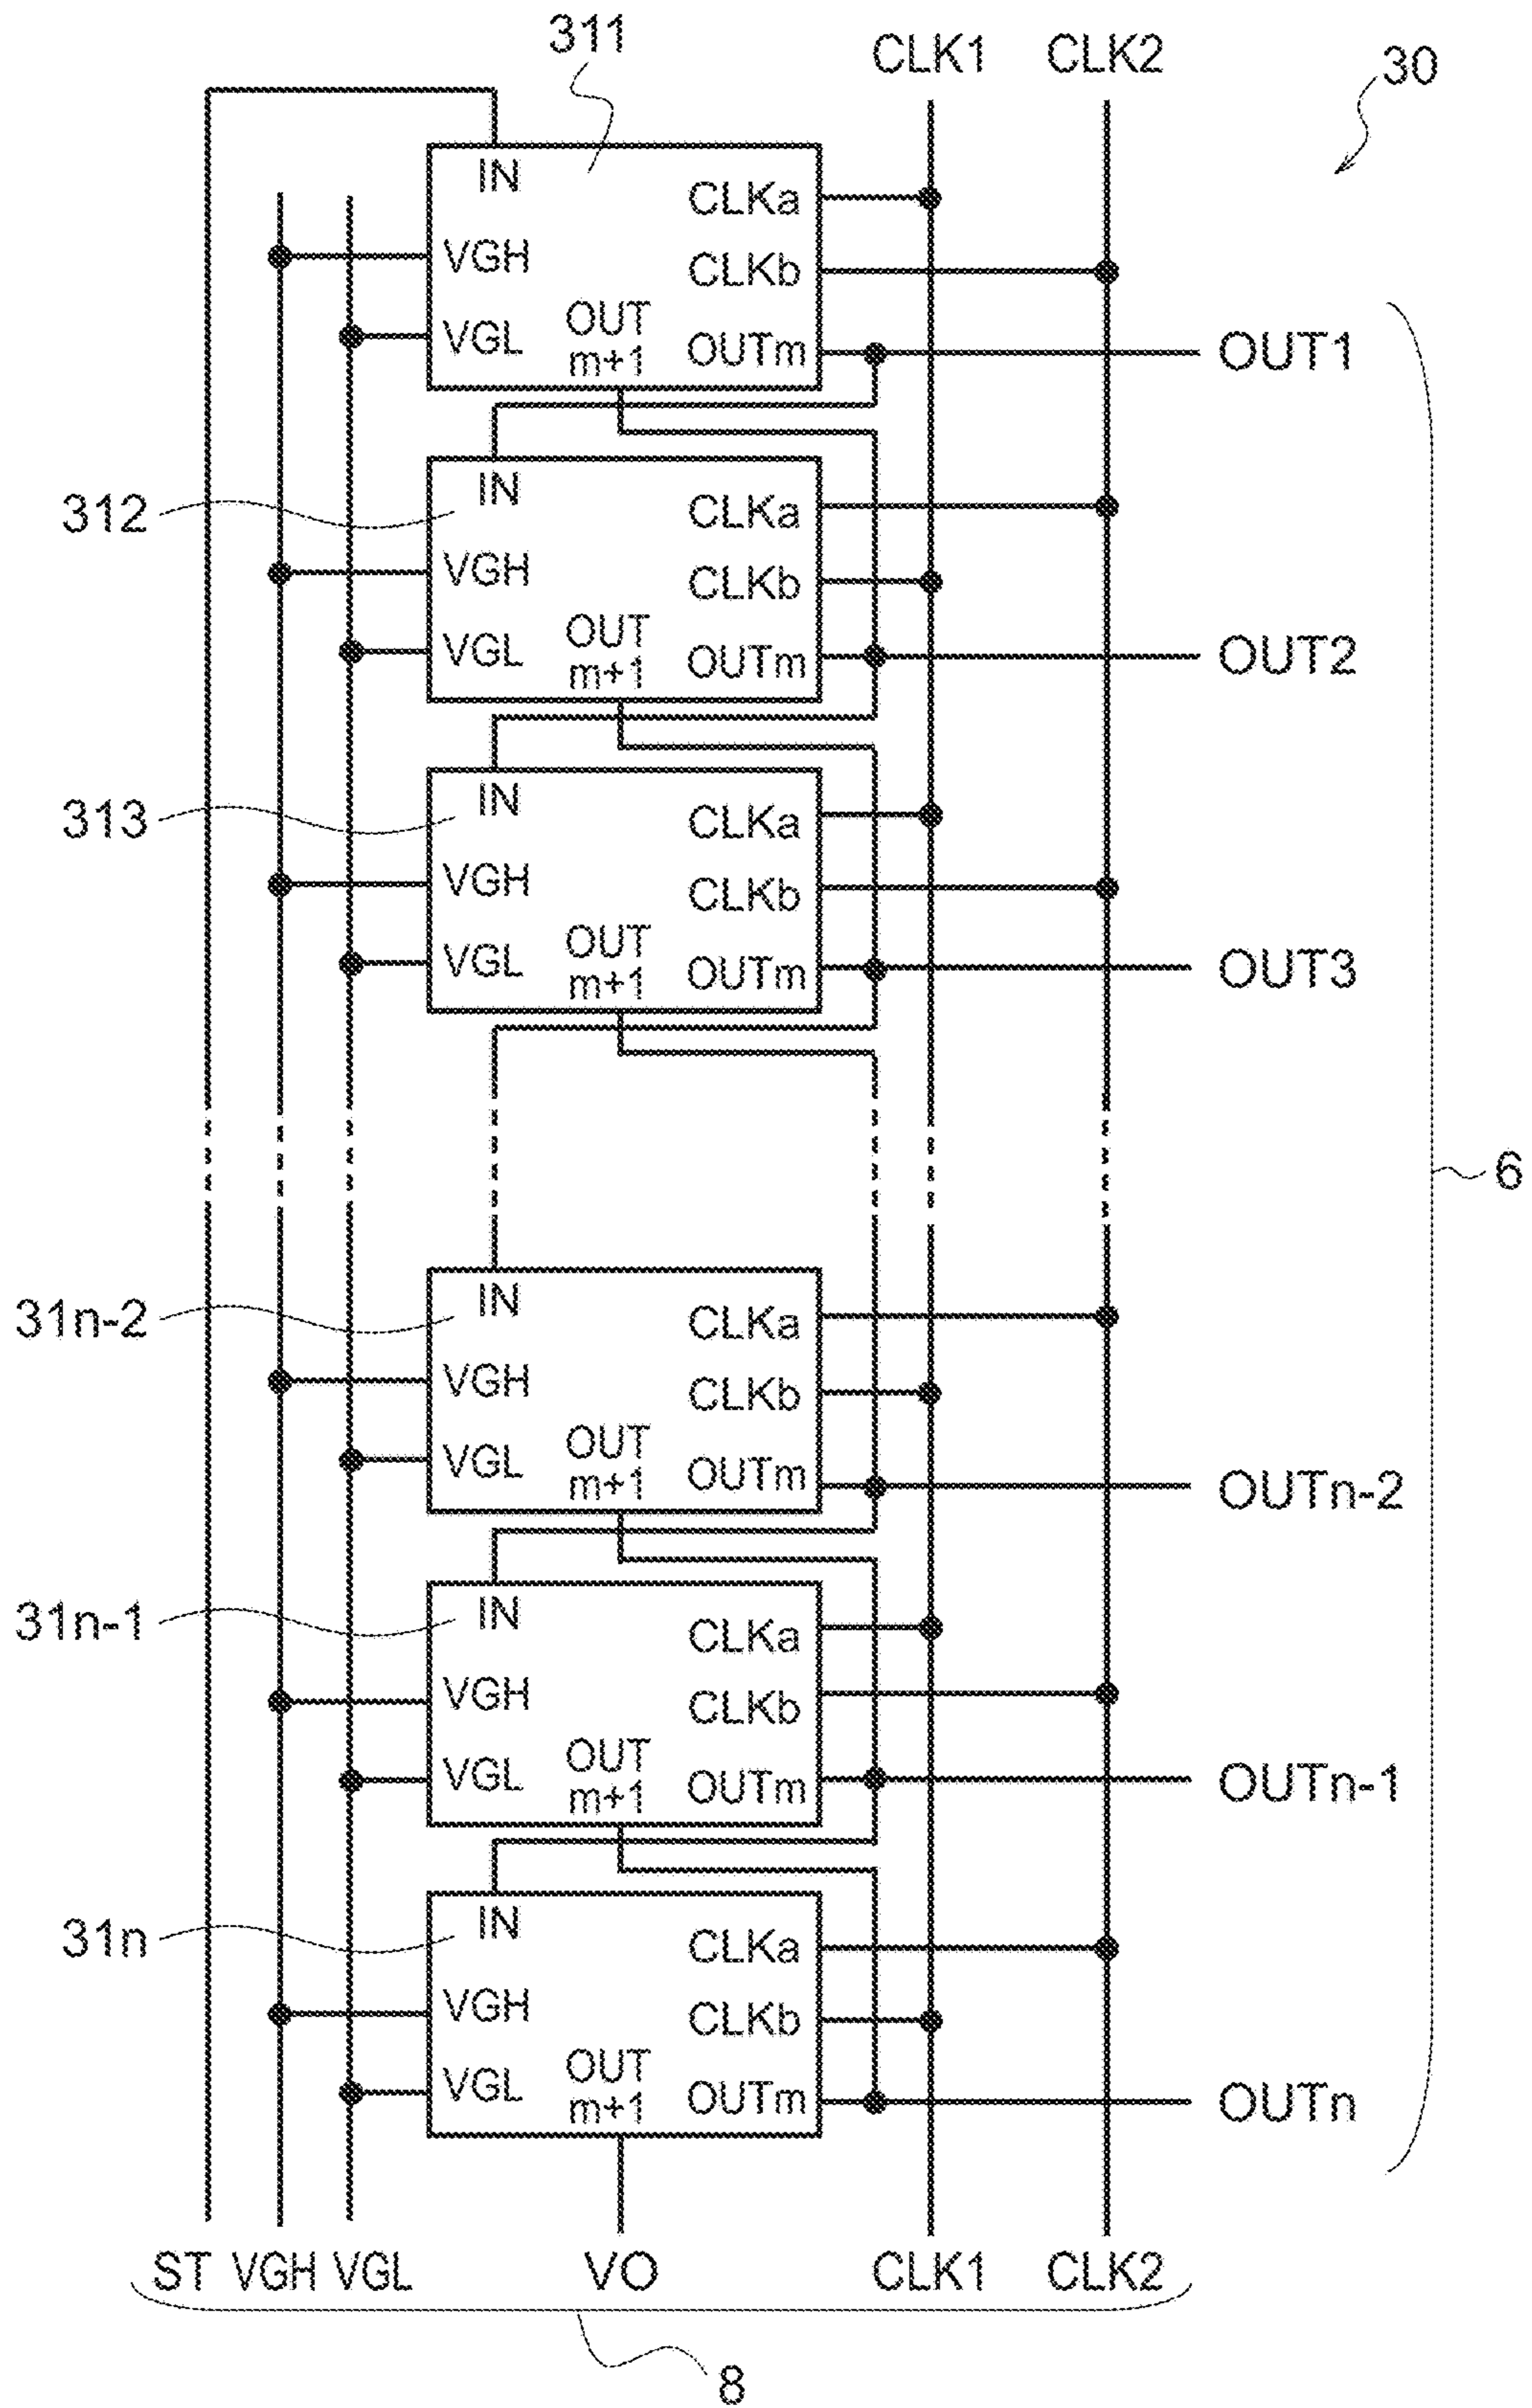 311
CLK1
CLK2
30
IN
CLKa
VGH
CLKb
VGL
OUT
m+1
OUTm
OUT1
312
IN
CLKa
VGH
CLKb
VGL
OUT
m+1
OUTm
OUT2
313
IN
CLKa
VGH
CLKb
VGL
OUT
m+1
OUTm
OUT3
6
31n-2
IN
CLKa
VGH
CLKb
VGL
OUT
m+1
OUTm
OUTn-2
31n-1
IN
CLKa
VGH
CLKb
VGL
OUT
m+1
OUTm
OUTn-1
31n
IN
CLKa
VGH
CLKb
VGL
OUT
m+1
OUTm
OUTn
ST
VGH
VGL
VO
CLK1
CLK2
8